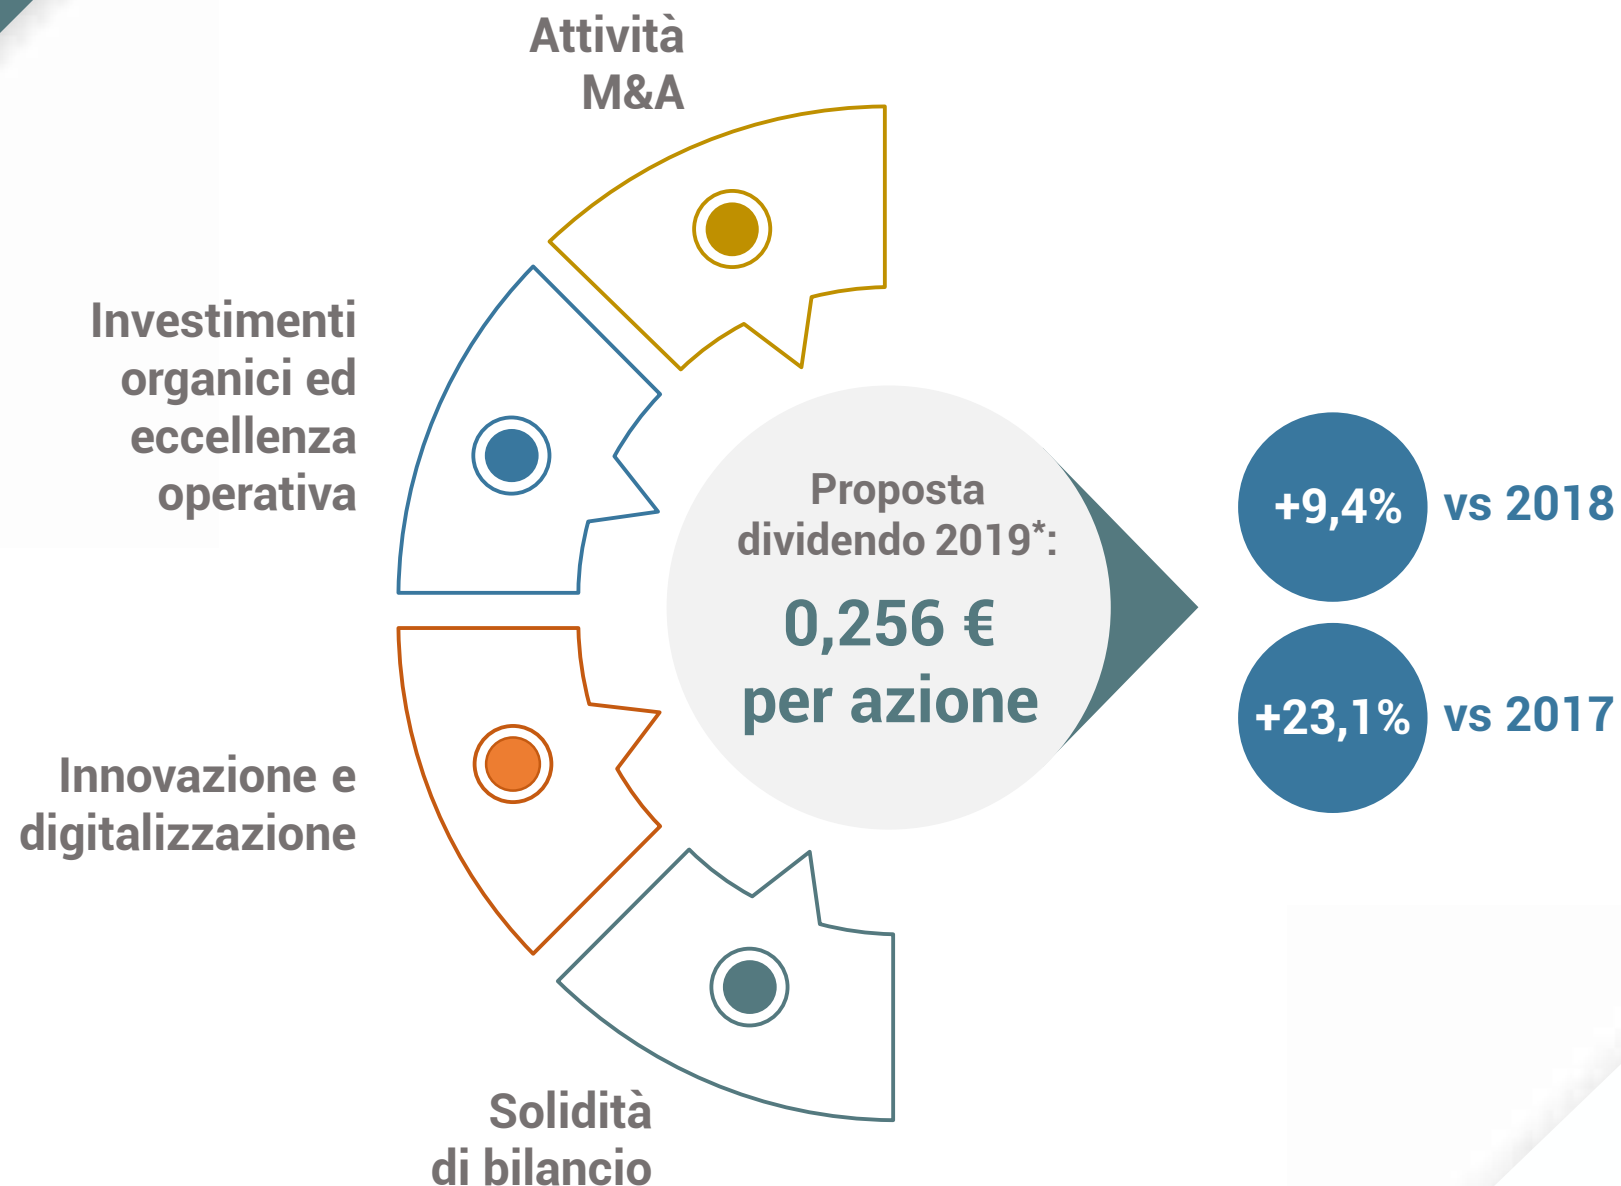 Attività
M&A
Investimenti
organici ed
eccellenza
operativa
Innovazione e
digitalizzazione
Solidità
di bilancio
Proposta
dividendo 2019*:
0,256 €
per azione
+9,4% vs 2018
+23,1% vs 2017